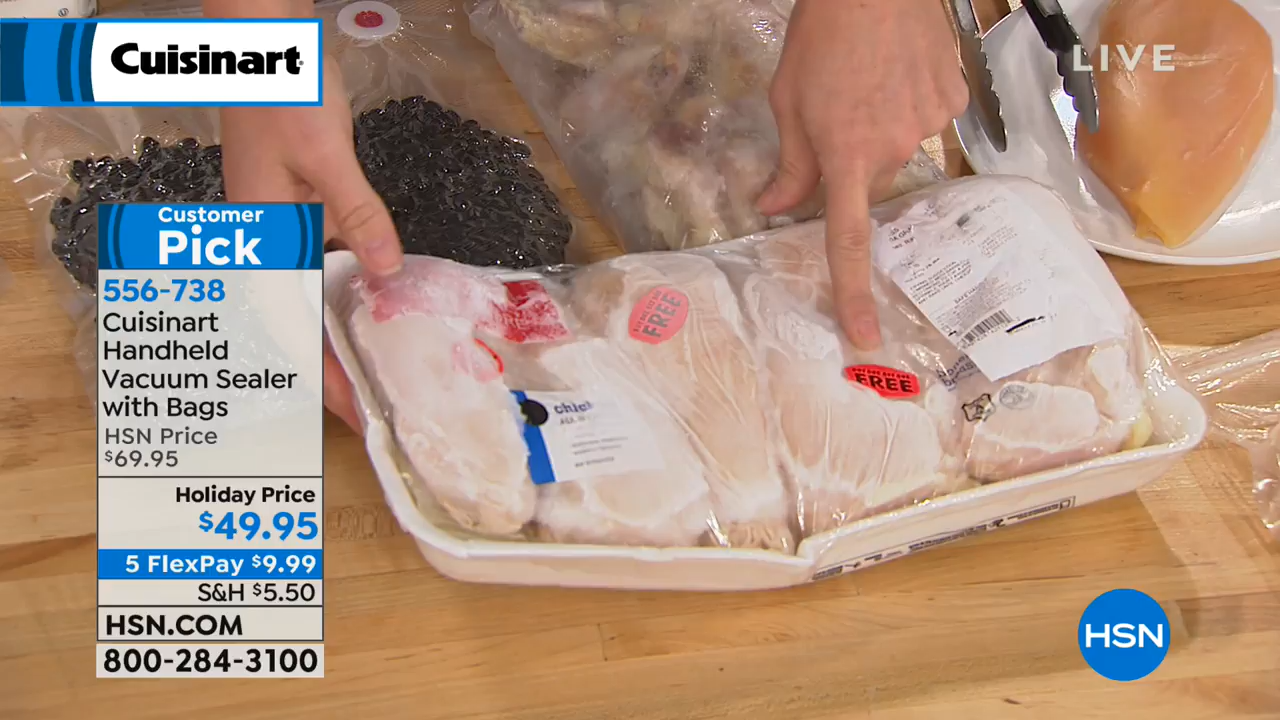 Cuisinart
LIVE
Customer
Pick
556-738
Cuisinart
Handheld
Vacuum Sealer
with Bags
HSN Price
$69.95
Holiday Price
$49.95
5 FlexPay $9.99
S&H $5.50
HSN.COM
800-284-3100
FREE
FREE
HSN